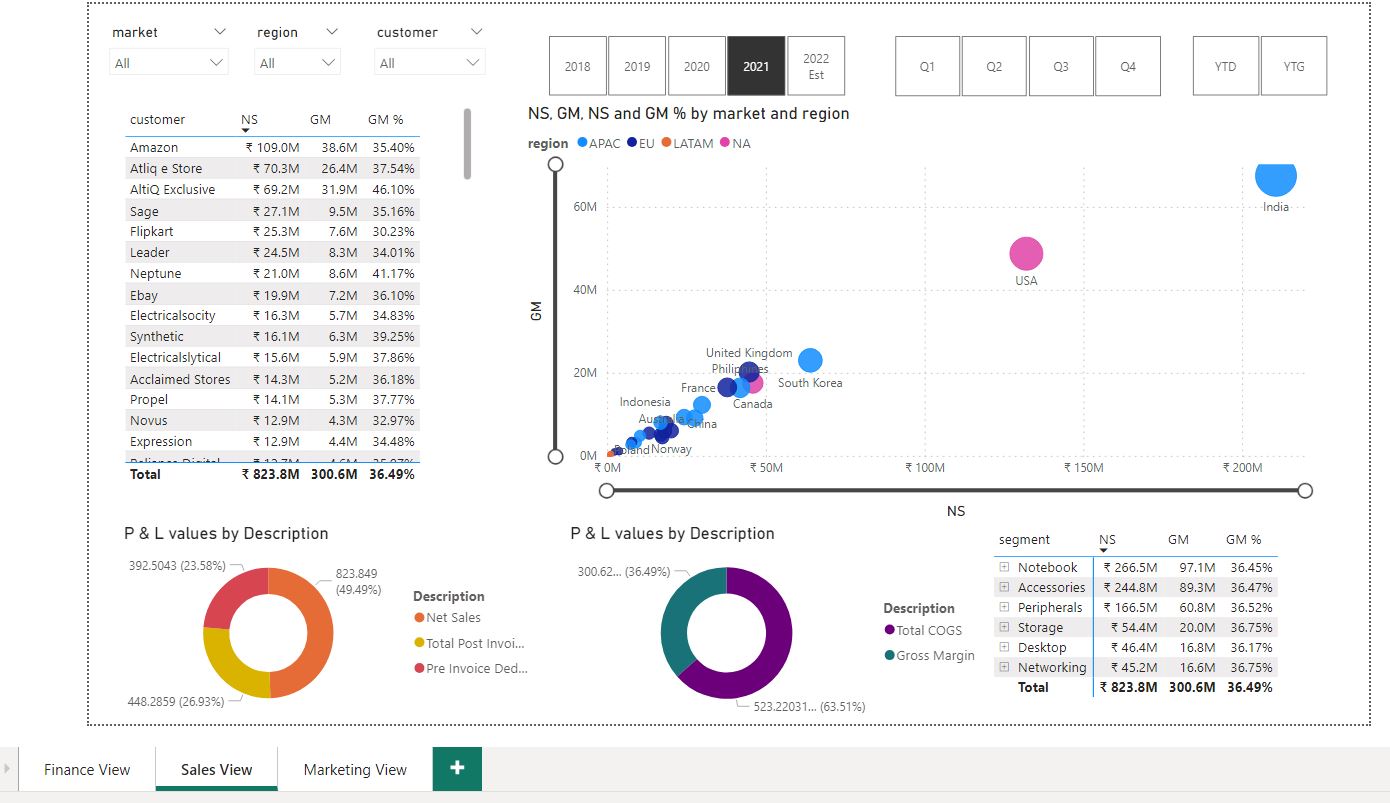 market region customer
All All All
2018 2019 2020 2021 2022 Est
Q1 Q2 Q3 Q4
YTD YTG
customer NS GM GM %
Amazon ₹ 109.0M 38.6M 35.40%
Atliq e Store ₹ 70.3M 26.4M 37.54%
AltiQ Exclusive ₹ 69.2M 31.9M 46.10%
Sage ₹ 27.1M 9.5M 35.16%
Flipkart ₹ 25.3M 7.6M 30.23%
Leader ₹ 24.5M 8.3M 34.01%
Neptune ₹ 21.0M 8.6M 41.17%
Ebay ₹ 19.9M 7.2M 36.10%
Electricalsocity ₹ 16.3M 5.7M 34.83%
Synthetic ₹ 16.1M 6.3M 39.25%
Electricalslytical ₹ 15.6M 5.9M 37.86%
Acclaimed Stores ₹ 14.3M 5.2M 36.18%
Propel ₹ 14.1M 5.3M 37.77%
Novus ₹ 12.9M 4.3M 32.97%
Expression ₹ 12.9M 4.4M 34.48%
Total ₹ 823.8M 300.6M 36.49%
NS, GM, NS and GM % by market and region
region APAC EU LATAM NA
60M
40M
20M
0M
GM
India
USA
United Kingdom
Philippines
South Korea
France
Canada
Indonesia
Australia
China
Poland
Norway
₹ 0M ₹ 50M ₹ 100M ₹ 150M ₹ 200M
NS
P & L values by Description
392.5043 (23.58%)
823.849
(49.49%)
448.2859 (26.93%)
Description
Net Sales
Total Post Invoi...
Pre Invoice Ded...
P & L values by Description
300.62... (36.49%)
523.22031... (63.51%)
Description
Total COGS
Gross Margin
segment NS GM GM %
Notebook ₹ 266.5M 97.1M 36.45%
Accessories ₹ 244.8M 89.3M 36.47%
Peripherals ₹ 166.5M 60.8M 36.52%
Storage ₹ 54.4M 20.0M 36.75%
Desktop ₹ 46.4M 16.8M 36.17%
Networking ₹ 45.2M 16.6M 36.75%
Total ₹ 823.8M 300.6M 36.49%
Finance View Sales View Marketing View +